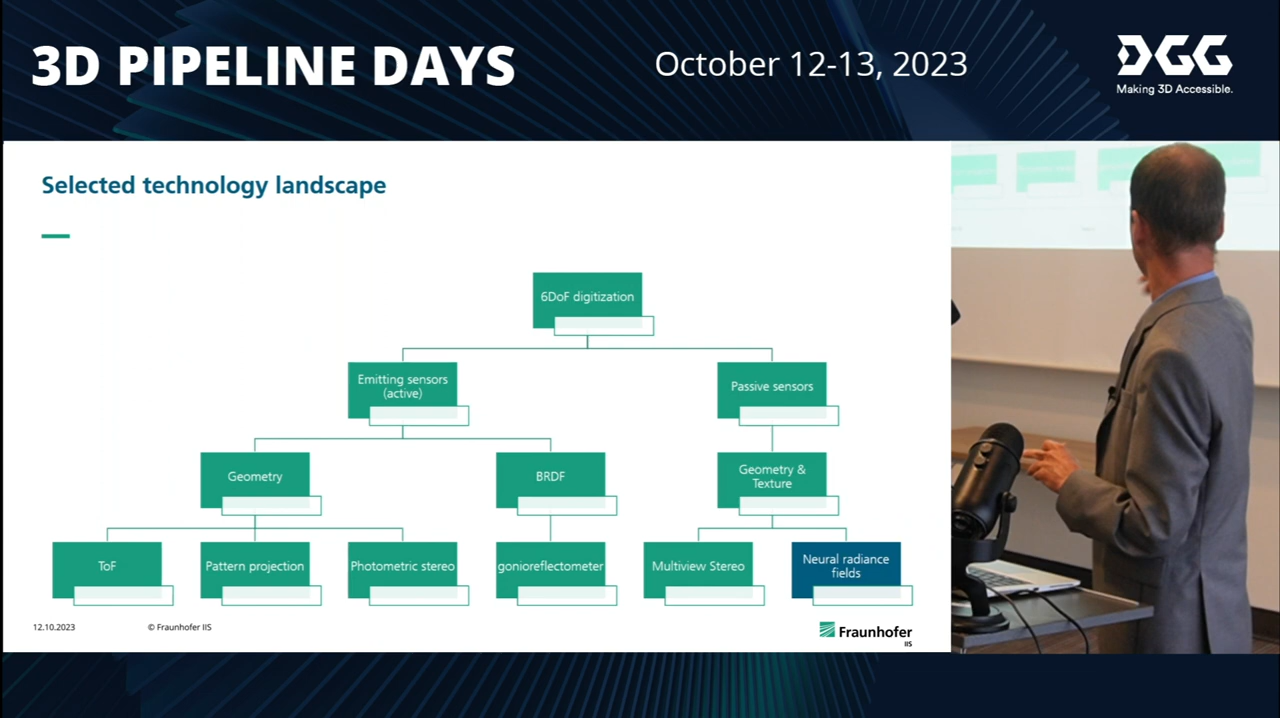 3D PIPELINE DAYS
October 12-13, 2023
DGG
Making 3D Accessible.
Selected technology landscape
6DoF digitization
Emitting sensors
(active)
Passive sensors
Geometry
BRDF
Geometry &
Texture
ToF
Pattern projection
Photometric stereo
gonioreflectometer
Multiview Stereo
Neural radiance
fields
12.10.2023
© Fraunhofer IIS
Fraunhofer
IIS